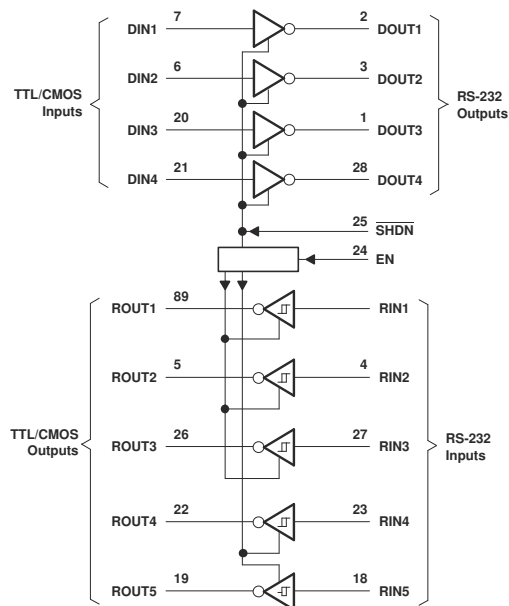 DIN1 7 2 DOUT1
DIN2 6 3 DOUT2
TTL/CMOS
Inputs
RS-232
Outputs
DIN3 20 1 DOUT3
DIN4 21 28 DOUT4
25 SHDN
24 EN
ROUT1 89 RIN1
ROUT2 5 4 RIN2
TTL/CMOS
Outputs
ROUT3 26 27 RIN3
RS-232
Inputs
ROUT4 22 23 RIN4
ROUT5 19 18 RIN5